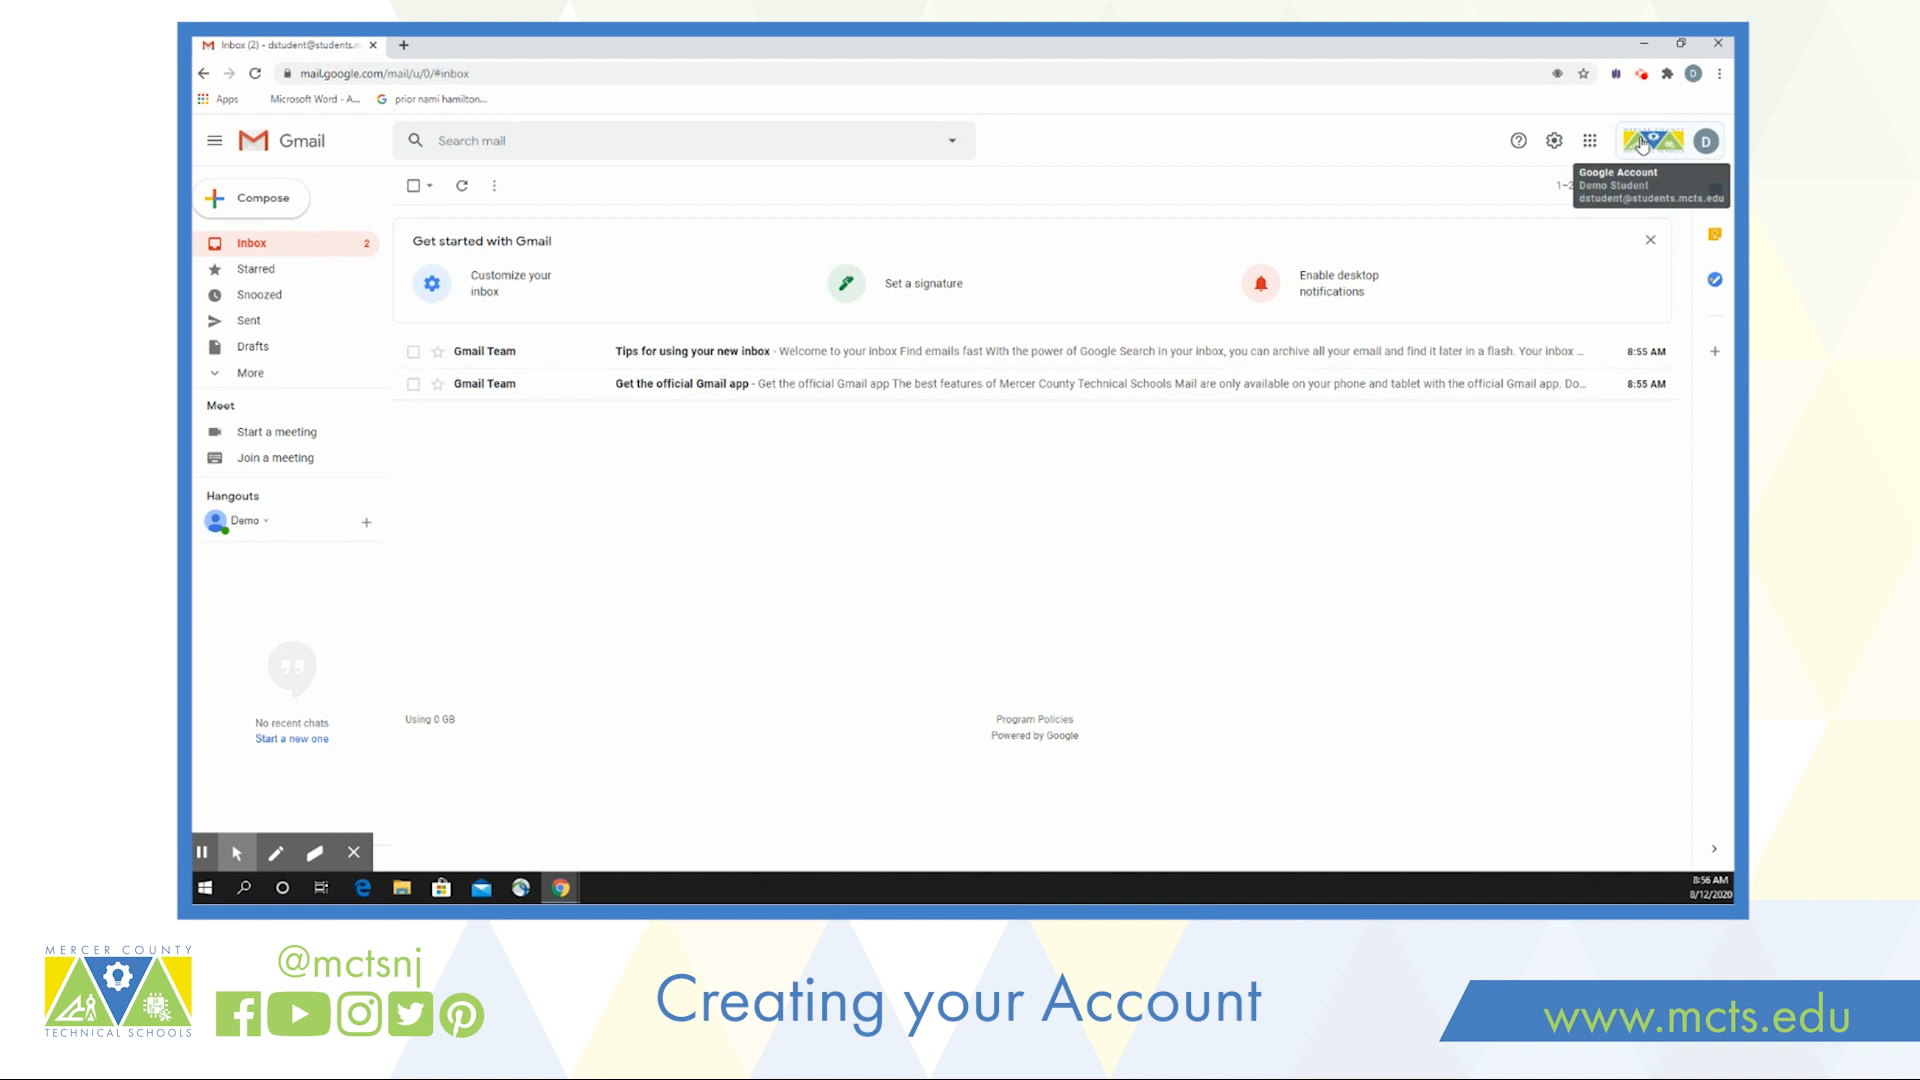 Inbox (2) - dstudent@students.m
mail.google.com/mail/u/0/#inbox
D
Apps
Microsoft Word - A...
prior nami hamilton...
Gmail
Search mail
D
Google Account
Demo Student
dstudent@students.mcts.edu
1–2
Compose
Inbox 2
Starred
Snoozed
Sent
Drafts
More
Meet
Start a meeting
Join a meeting
Hangouts
Demo
No recent chats
Start a new one
Get started with Gmail
Customize your
inbox
Set a signature
Enable desktop
notifications
Gmail Team Tips for using your new inbox - Welcome to your inbox Find emails fast With the power of Google Search in your inbox, you can archive all your email and find it later in a flash. Your inbox ... 8:55 AM
Gmail Team Get the official Gmail app - Get the official Gmail app The best features of Mercer County Technical Schools Mail are only available on your phone and tablet with the official Gmail app. Do... 8:55 AM
Using 0 GB
Program Policies
Powered by Google
8:56 AM
8/12/2020
MERCER COUNTY
TECHNICAL SCHOOLS
@mctsnj
Creating your Account
www.mcts.edu